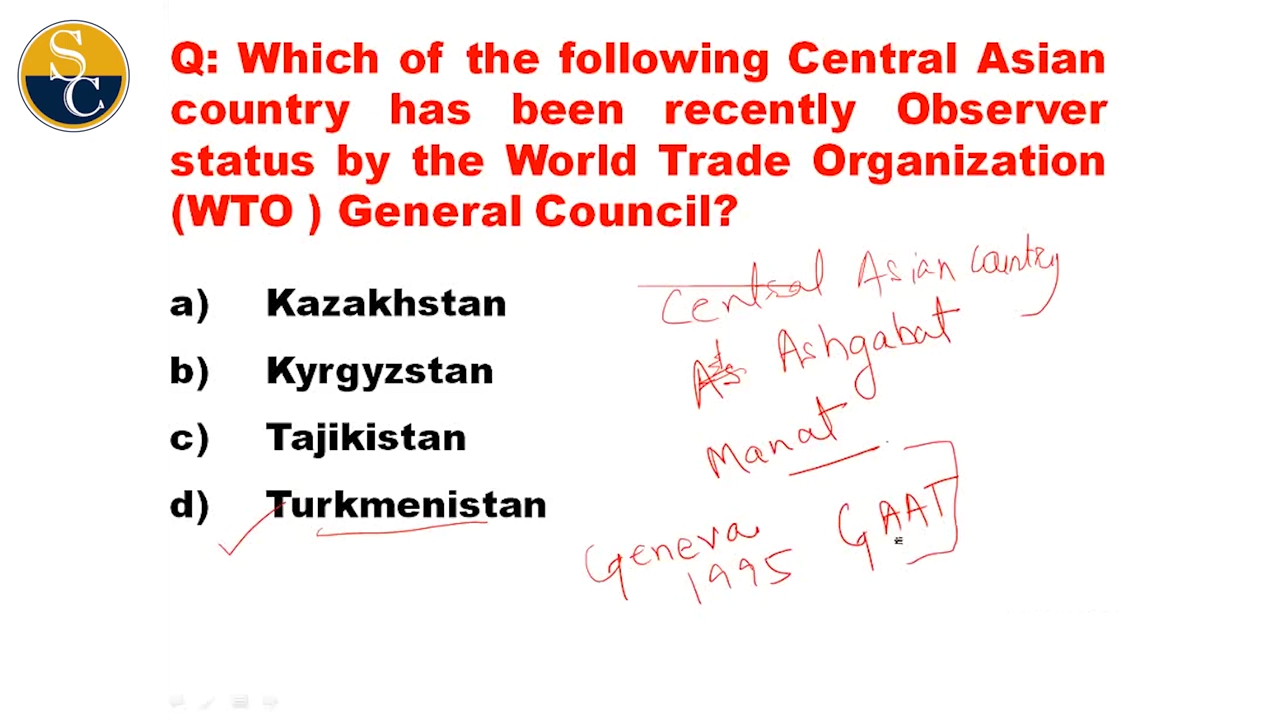 SC
Q: Which of the following Central Asian
country has been recently Observer
status by the World Trade Organization
(WTO ) General Council?
a) Kazakhstan
b) Kyrgyzstan
c) Tajikistan
d) Turkmenistan
Central Asian Country
Ashgabat
Manat
Geneva
1995
GAAT